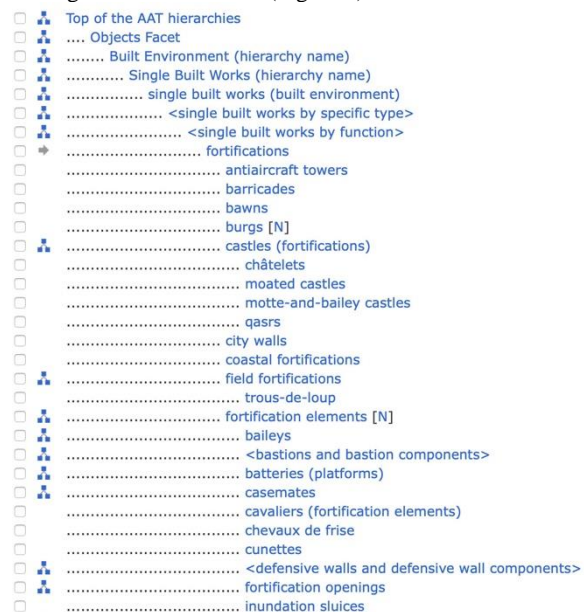 Top of the AAT hierarchies
.... Objects Facet
........ Built Environment (hierarchy name)
............ Single Built Works (hierarchy name)
................ single built works (built environment)
.................... <single built works by specific type>
........................ <single built works by function>
............................ fortifications
................................ antiaircraft towers
................................ barricades
................................ bawns
................................ burgs [N]
................................ castles (fortifications)
.................................... châtelets
.................................... moated castles
.................................... motte-and-bailey castles
.................................... qasrs
................................ city walls
................................ coastal fortifications
................................ field fortifications
.................................... trous-de-loup
................................ fortification elements [N]
.................................... baileys
.................................... <bastions and bastion components>
.................................... batteries (platforms)
.................................... casemates
.................................... cavaliers (fortification elements)
.................................... chevaux de frise
.................................... cunettes
.................................... <defensive walls and defensive wall components>
.................................... fortification openings
.................................... inundation sluices